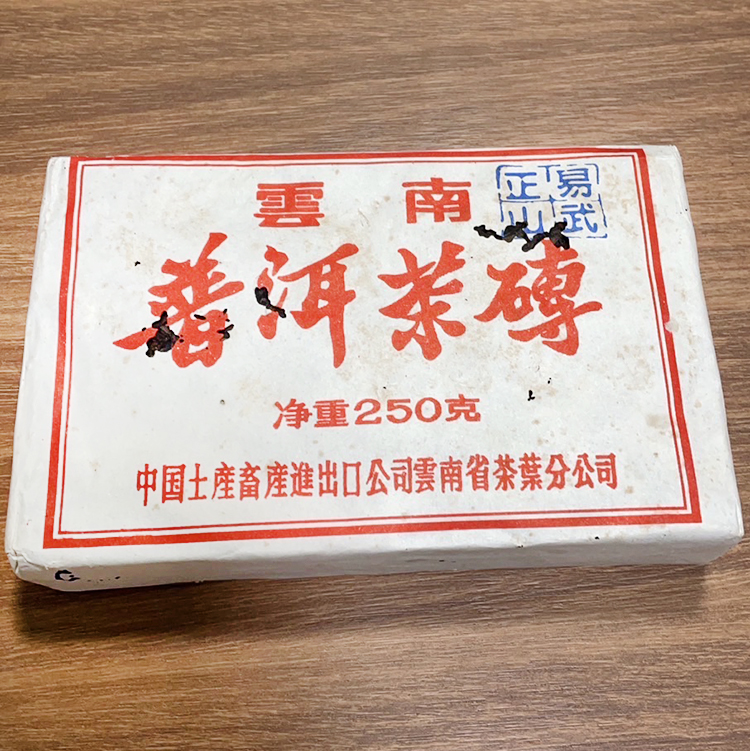 雲南
易武
正山
普洱茶磚
净重250克
中国土産畜産進出口公司雲南省茶葉分公司